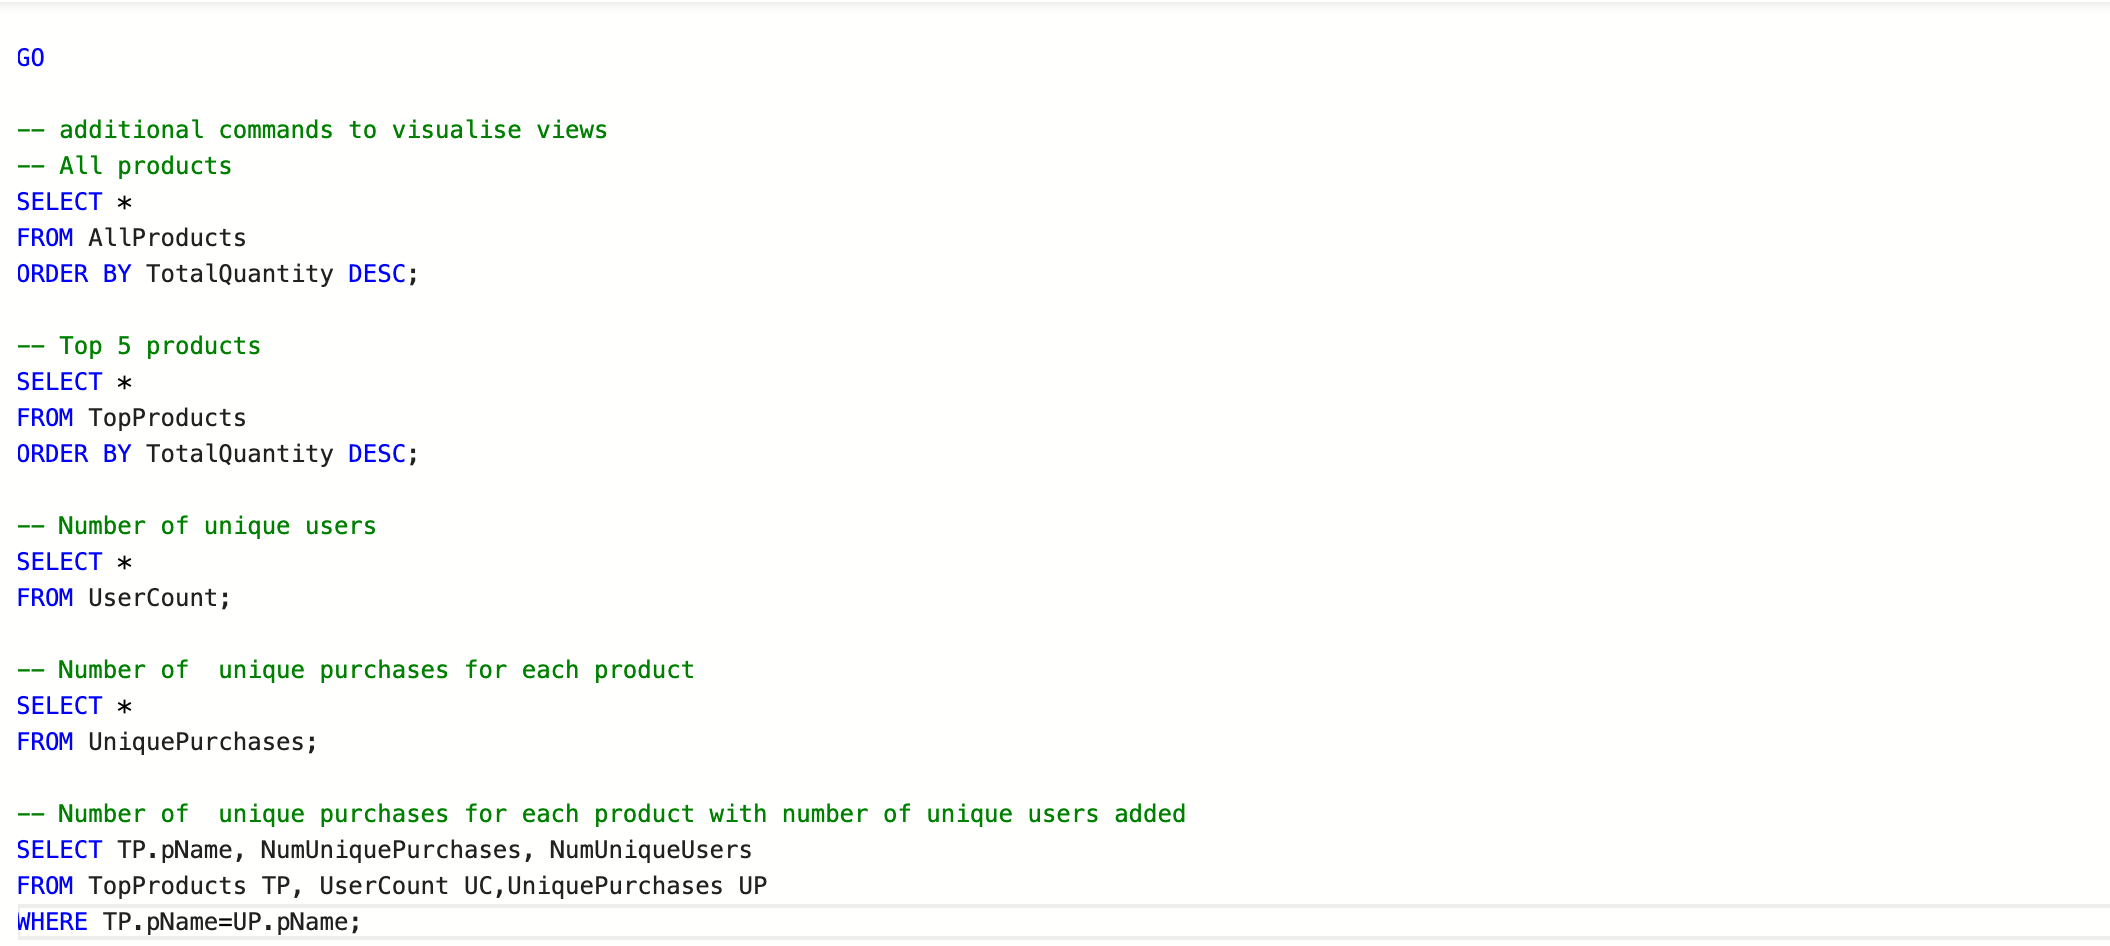 GO
-- additional commands to visualise views
-- All products
SELECT *
FROM AllProducts
ORDER BY TotalQuantity DESC;
-- Top 5 products
SELECT *
FROM TopProducts
ORDER BY TotalQuantity DESC;
-- Number of unique users
SELECT *
FROM UserCount;
-- Number of  unique purchases for each product
SELECT *
FROM UniquePurchases;
-- Number of  unique purchases for each product with number of unique users added
SELECT TP.pName, NumUniquePurchases, NumUniqueUsers
FROM TopProducts TP, UserCount UC,UniquePurchases UP
WHERE TP.pName=UP.pName;